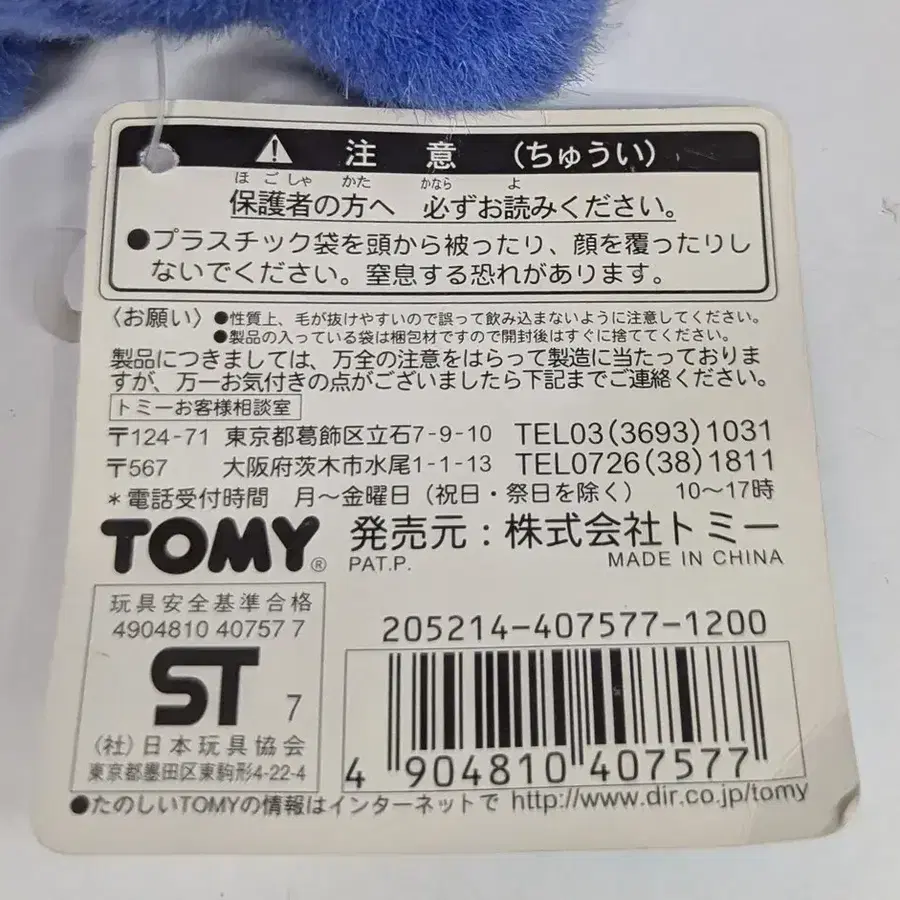 注意 (ちゅうい)
ほごしゃ かた かなら よ
保護者の方へ 必ずお読みください。
●プラスチック袋を頭から被ったり、顔を覆ったりし
ないでください。窒息する恐れがあります。
〈お願い〉 ●性質上、毛が抜けやすいので誤って飲み込まないように注意してください。
●製品の入っている袋は梱包材ですので開封後はすぐに捨ててください。
製品につきましては、万全の注意をはらって製造に当たっておりま
すが、万一お気付きの点がございましたら下記までご連絡ください。
トミーお客様相談室
〒124-71 東京都葛飾区立石7-9-10 TEL03(3693)1031
〒567 大阪府茨木市水尾1-1-13 TEL0726(38)1811
*電話受付時間 月～金曜日(祝日・祭日を除く) 10～17時
TOMY® 発売元:株式会社トミー
PAT.P. MADE IN CHINA
玩具安全基準合格
4904810 40757 7
ST 7
(社)日本玩具協会
東京都墨田区東駒形4-22-4
205214-407577-1200
4 904810 407577
●たのしいTOMYの情報はインターネットで http://www.dir.co.jp/tomy